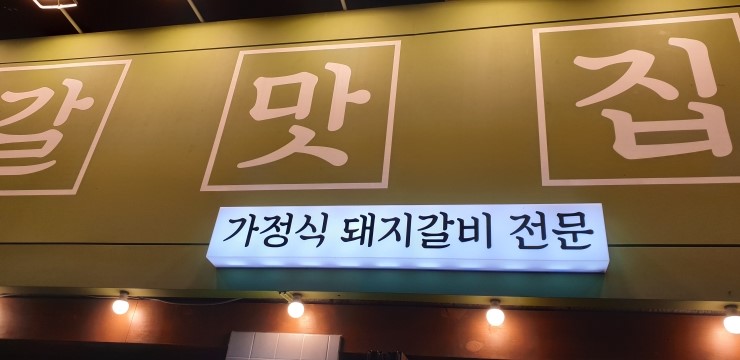 갈 맛 집
가정식 돼지갈비 전문